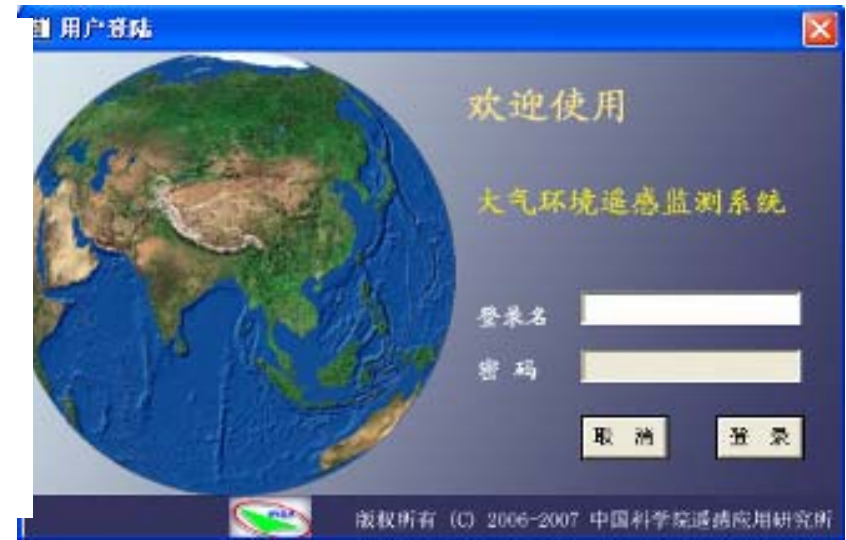 用户登陆
欢迎使用
大气环境遥感监测系统
登录名
密 码
取 消
登 录
版权所有 (C) 2006-2007 中国科学院遥感应用研究所